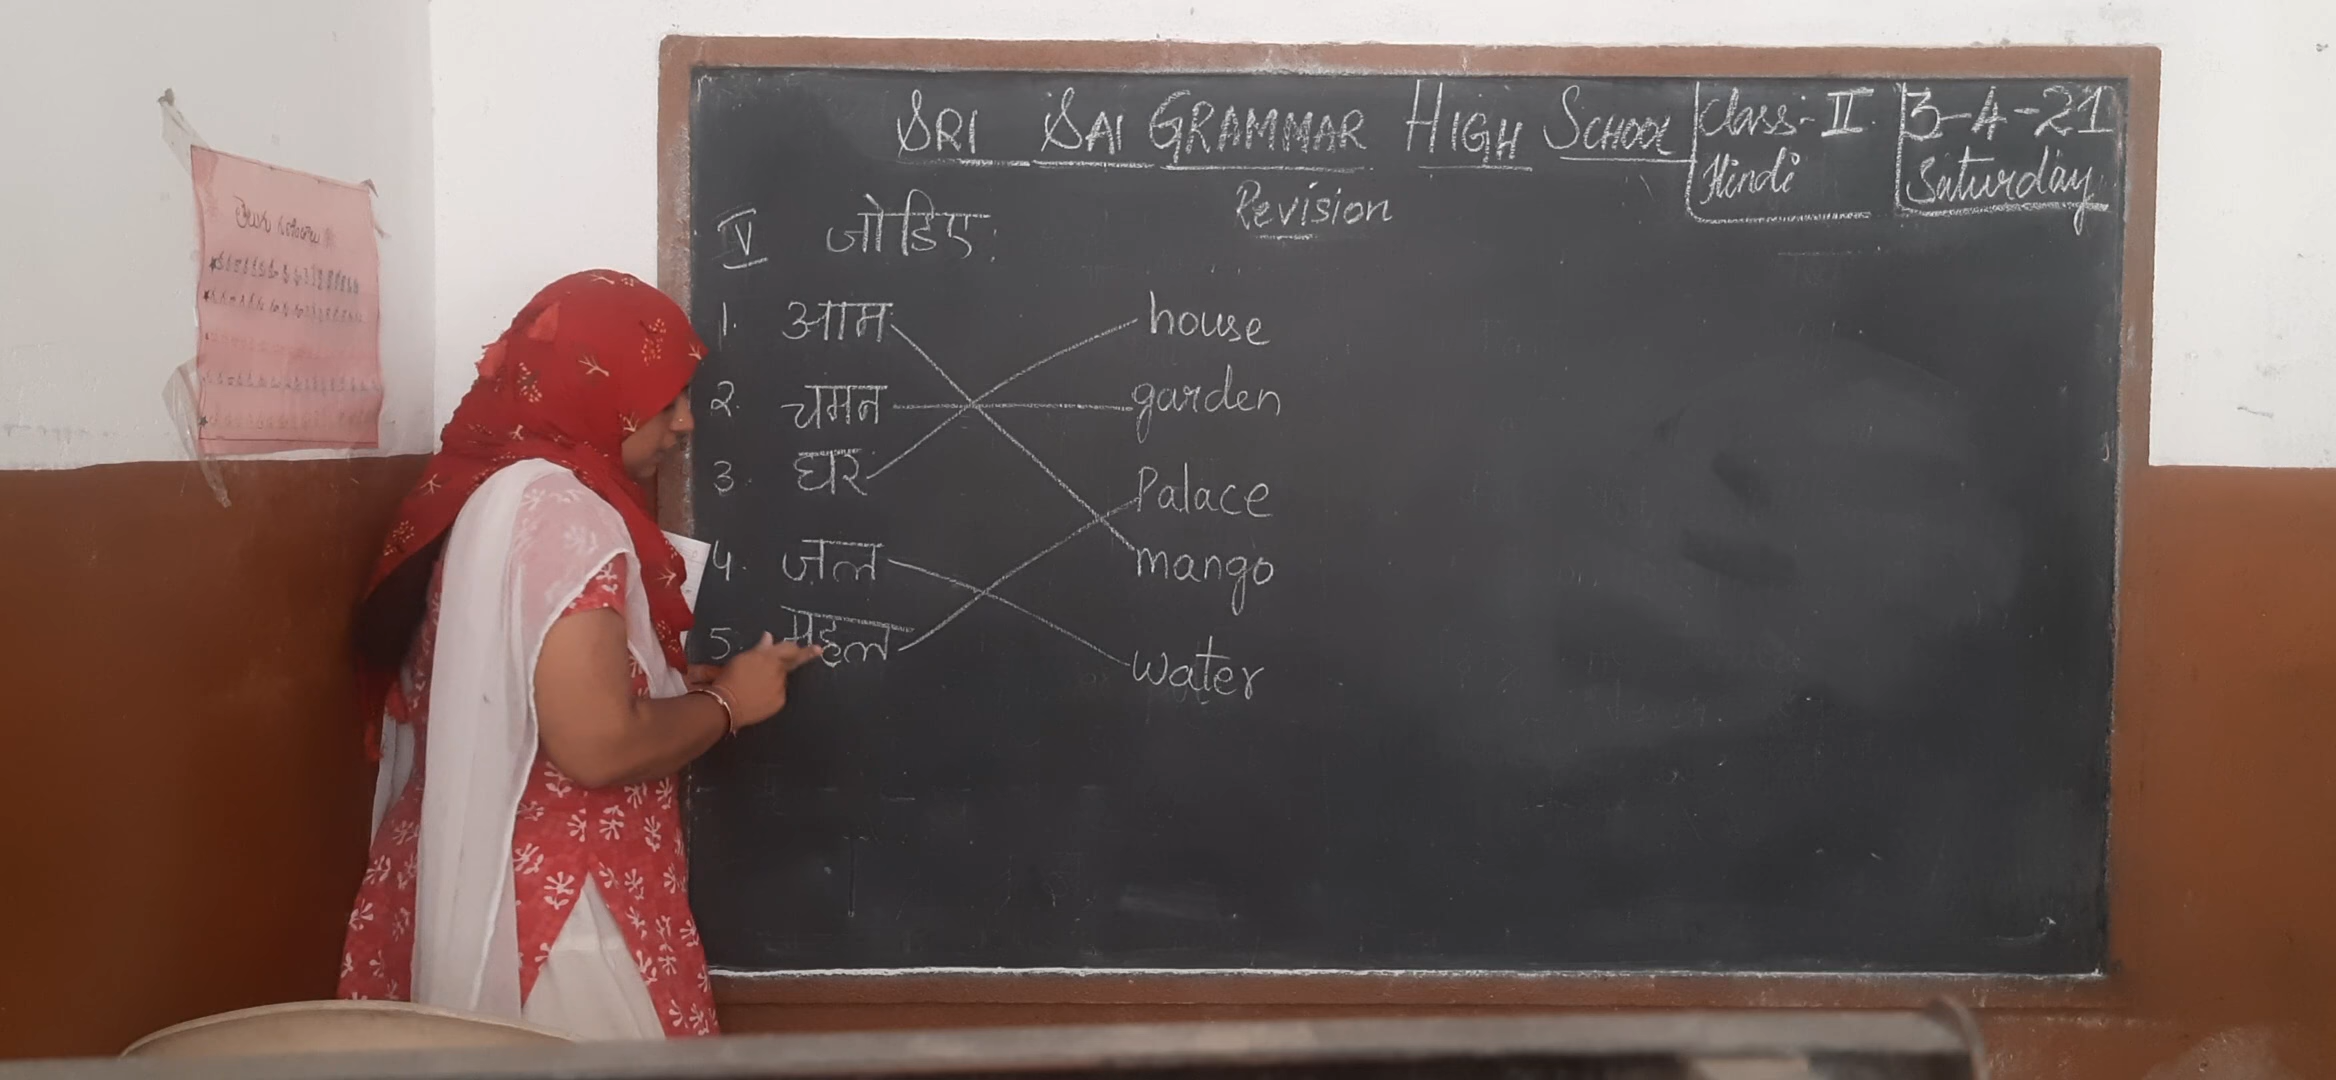 SRI SAI GRAMMAR HIGH SCHOOL
Class:- II
Hindi
3-4-21
Saturday
Revision
IV जोडिए:
1. आम house
2. चमन garden
3. घर Palace
4. जल mango
5. महल water